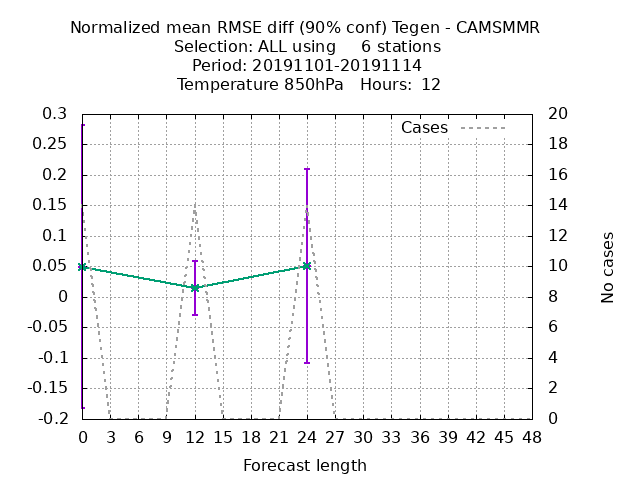 Normalized mean RMSE diff (90% conf) Tegen - CAMSMMR
Selection: ALL using     6 stations
Period: 20191101-20191114
Temperature 850hPa   Hours:  12
Cases
0.3
0.25
0.2
0.15
0.1
0.05
0
-0.05
-0.1
-0.15
-0.2
20
18
16
14
12
10
8
6
4
2
0
No cases
0 3 6 9 12 15 18 21 24 27 30 33 36 39 42 45 48
Forecast length